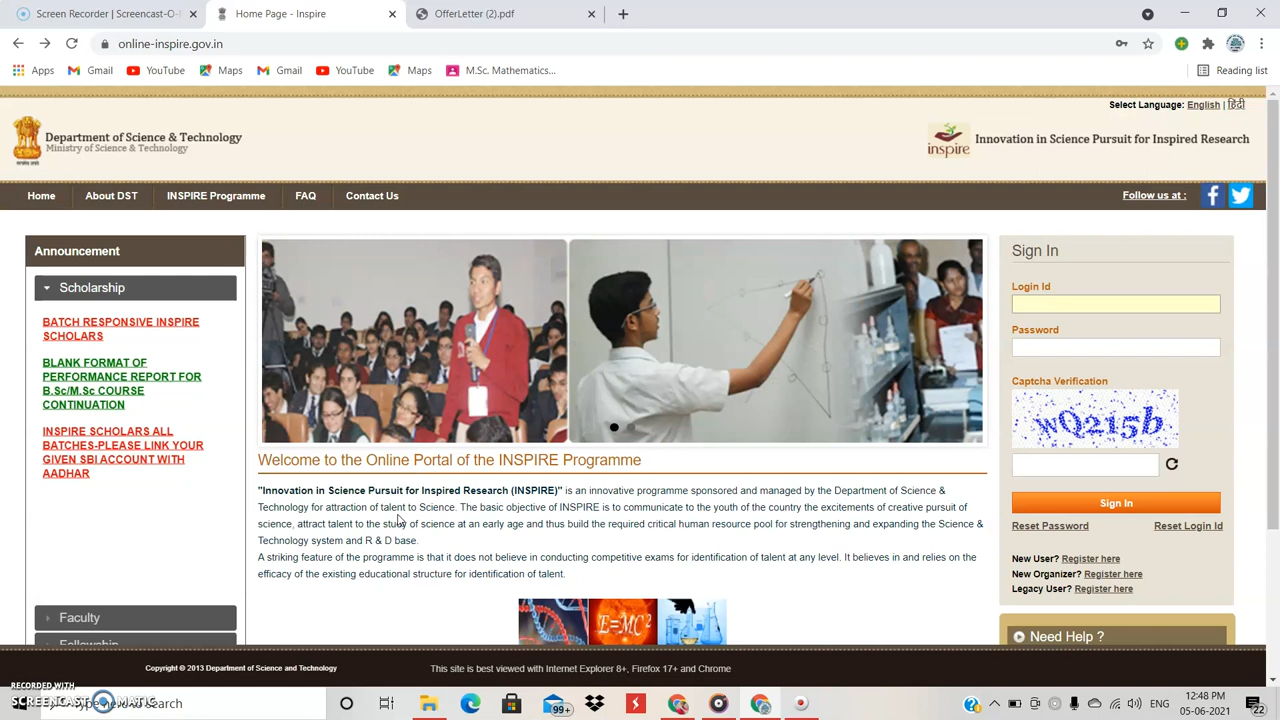 Screen Recorder | Screencast-O-
Home Page - Inspire
OfferLetter (2).pdf
online-inspire.gov.in
Apps
Gmail
YouTube
Maps
Gmail
YouTube
Maps
M.Sc. Mathematics...
Reading list
Select Language: English | हिंदी
Department of Science & Technology
Ministry of Science & Technology
inspire
Innovation in Science Pursuit for Inspired Research
Home
About DST
INSPIRE Programme
FAQ
Contact Us
Follow us at :
Announcement
Scholarship
BATCH RESPONSIVE INSPIRE
SCHOLARS
BLANK FORMAT OF
PERFORMANCE REPORT FOR
B.Sc/M.Sc COURSE
CONTINUATION
INSPIRE SCHOLARS ALL
BATCHES-PLEASE LINK YOUR
GIVEN SBI ACCOUNT WITH
AADHAR
Faculty
Fellowship
Welcome to the Online Portal of the INSPIRE Programme
"Innovation in Science Pursuit for Inspired Research (INSPIRE)" is an innovative programme sponsored and managed by the Department of Science &
Technology for attraction of talent to Science. The basic objective of INSPIRE is to communicate to the youth of the country the excitements of creative pursuit of
science, attract talent to the study of science at an early age and thus build the required critical human resource pool for strengthening and expanding the Science &
Technology system and R & D base.
A striking feature of the programme is that it does not believe in conducting competitive exams for identification of talent at any level. It believes in and relies on the
efficacy of the existing educational structure for identification of talent.
E=MC²
Sign In
Login Id
Password
Captcha Verification
wQ215b
Sign In
Reset Password
Reset Login Id
New User? Register here
New Organizer? Register here
Legacy User? Register here
Need Help ?
Copyright © 2013 Department of Science and Technology
This site is best viewed with Internet Explorer 8+, Firefox 17+ and Chrome
RECORDED WITH
SCREENCAST MATIC
Type here to search
99+
12:48 PM
05-06-2021
22